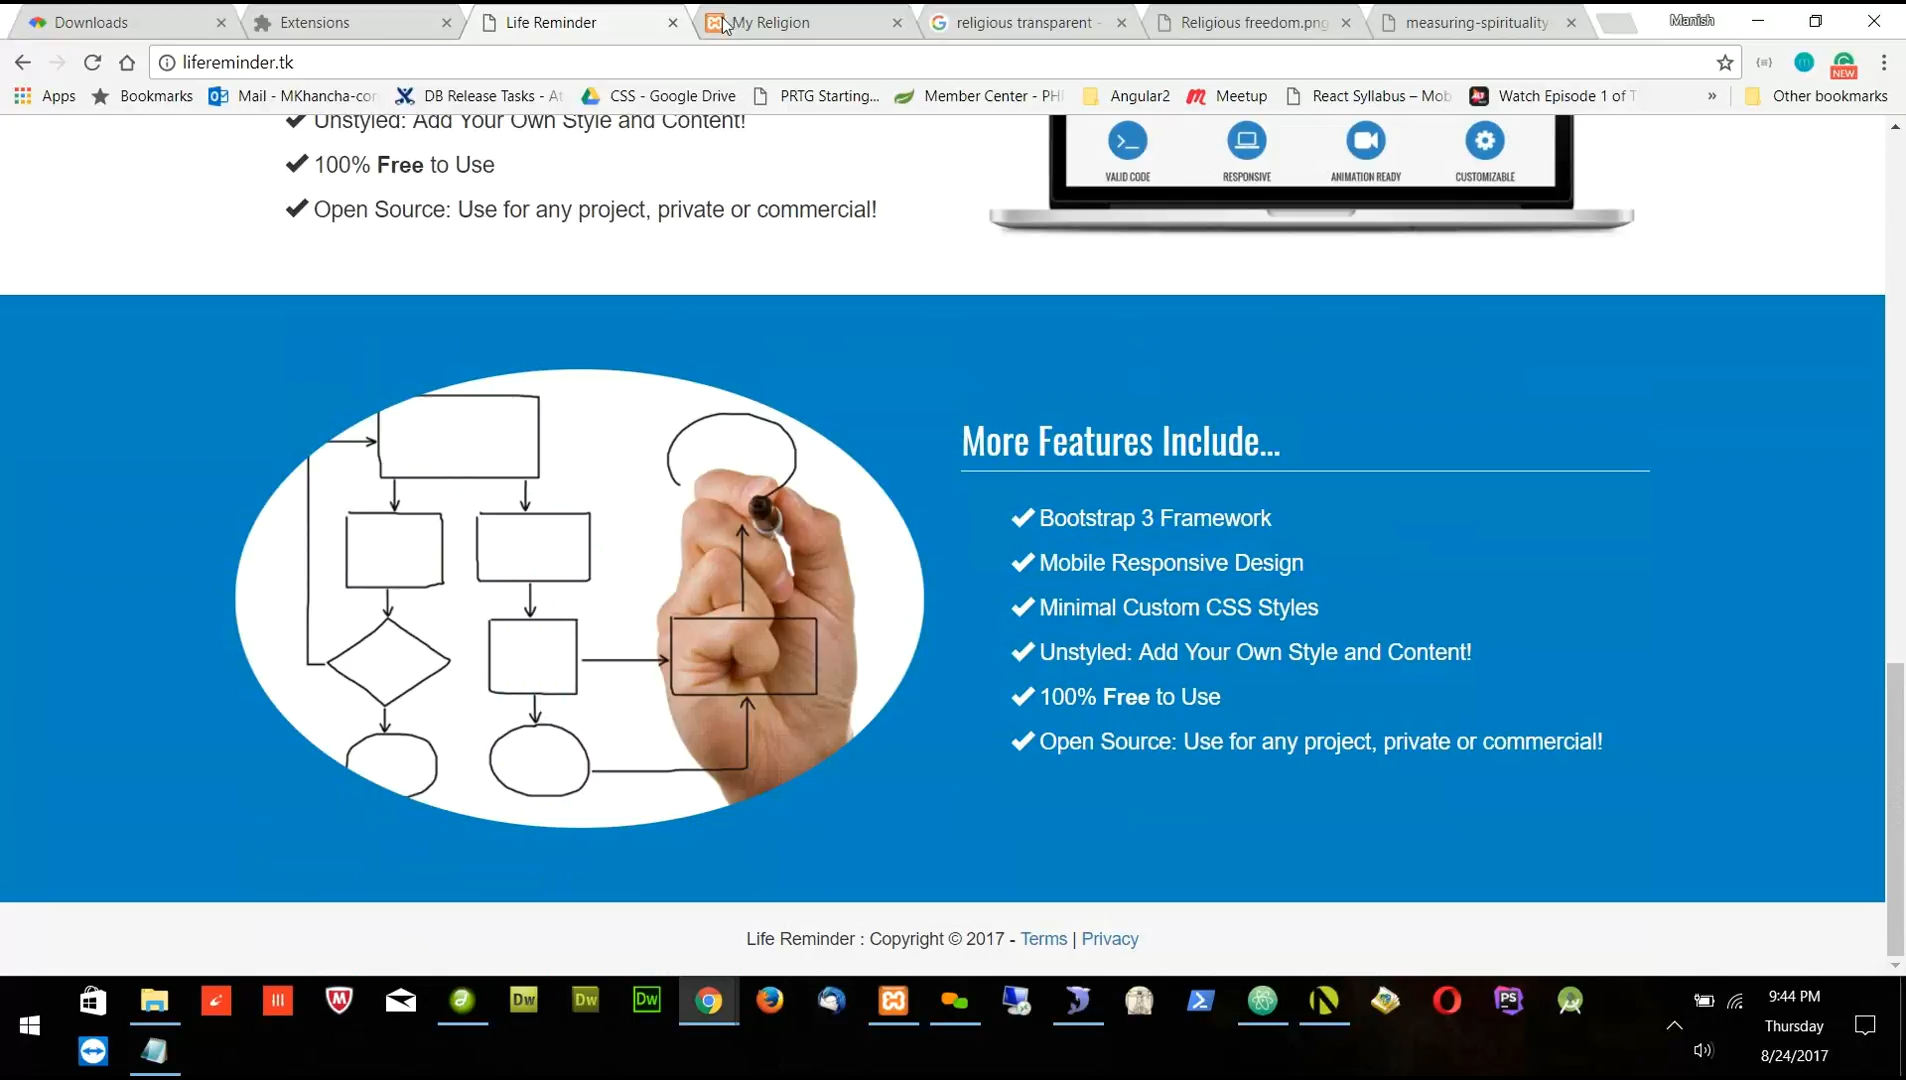 Downloads
Extensions
Life Reminder
My Religion
religious transparent -
Religious freedom.png
measuring-spirituality
Manish
lifereminder.tk
NEW
Apps
Bookmarks
Mail - MKhancha-cor
DB Release Tasks - At
CSS - Google Drive
PRTG Starting...
Member Center - PH
Angular2
Meetup
React Syllabus – Mob
Watch Episode 1 of T
»
Other bookmarks
Unstyled: Add Your Own Style and Content!
100% Free to Use
Open Source: Use for any project, private or commercial!
VALID CODE
RESPONSIVE
ANIMATION READY
CUSTOMIZABLE
More Features Include...
Bootstrap 3 Framework
Mobile Responsive Design
Minimal Custom CSS Styles
Unstyled: Add Your Own Style and Content!
100% Free to Use
Open Source: Use for any project, private or commercial!
Life Reminder : Copyright © 2017 - Terms | Privacy
Dw
Dw
Dw
PS
9:44 PM
Thursday
8/24/2017